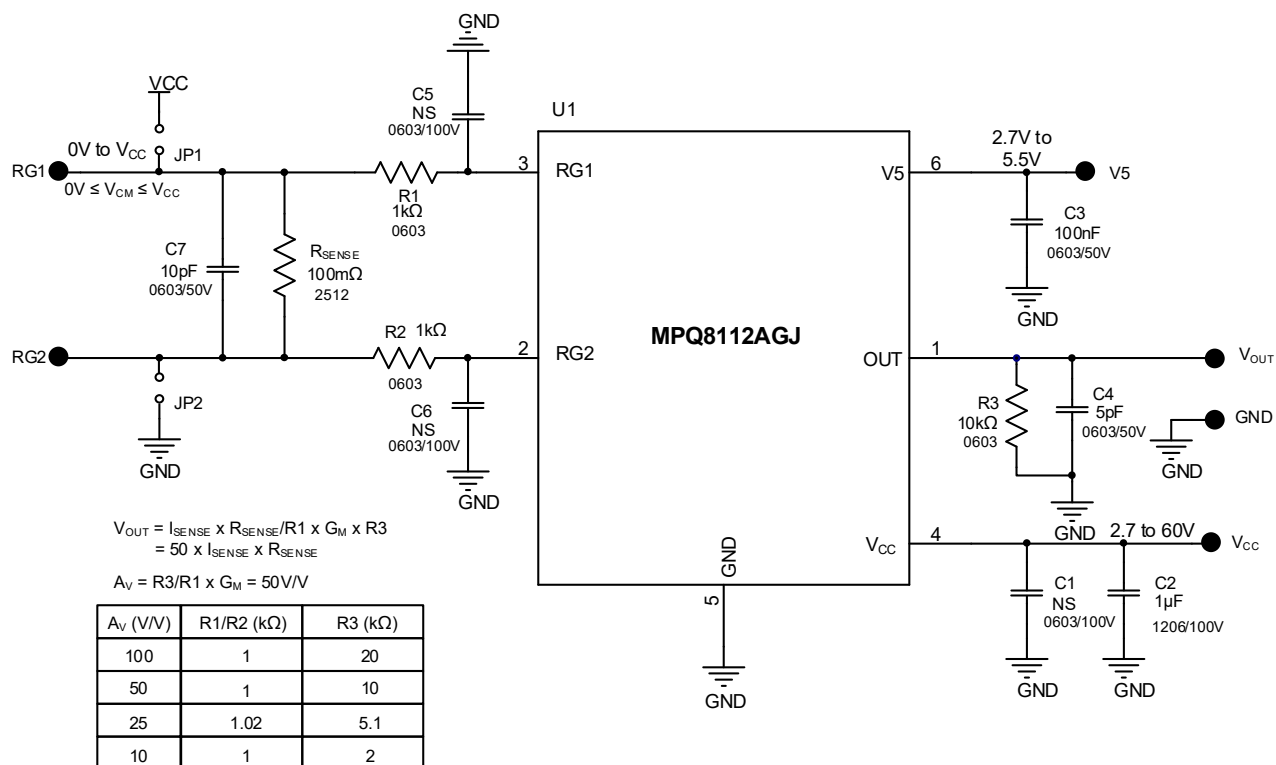 GND
VCC
0V to VCC
JP1
RG1
0V ≤ VCM ≤ VCC
C5
NS
0603/100V
U1
R1
1kΩ
0603
3
RG1
V5
6
2.7V to
5.5V
V5
C3
100nF
0603/50V
GND
C7
10pF
0603/50V
RSENSE
100mΩ
2512
MPQ8112AGJ
RG2
R2 1kΩ
0603
2
RG2
OUT
1
VOUT
JP2
GND
C6
NS
0603/100V
GND
R3
10kΩ
0603
C4
5pF
0603/50V
GND
GND
GND
VCC
4
2.7 to 60V
VCC
GND
5
GND
C1
NS
0603/100V
GND
C2
1µF
1206/100V
GND
VOUT = ISENSE x RSENSE/R1 x GM x R3
= 50 x ISENSE x RSENSE
AV = R3/R1 x GM = 50V/V
AV (V/V) R1/R2 (kΩ) R3 (kΩ)
100 1 20
50 1 10
25 1.02 5.1
10 1 2